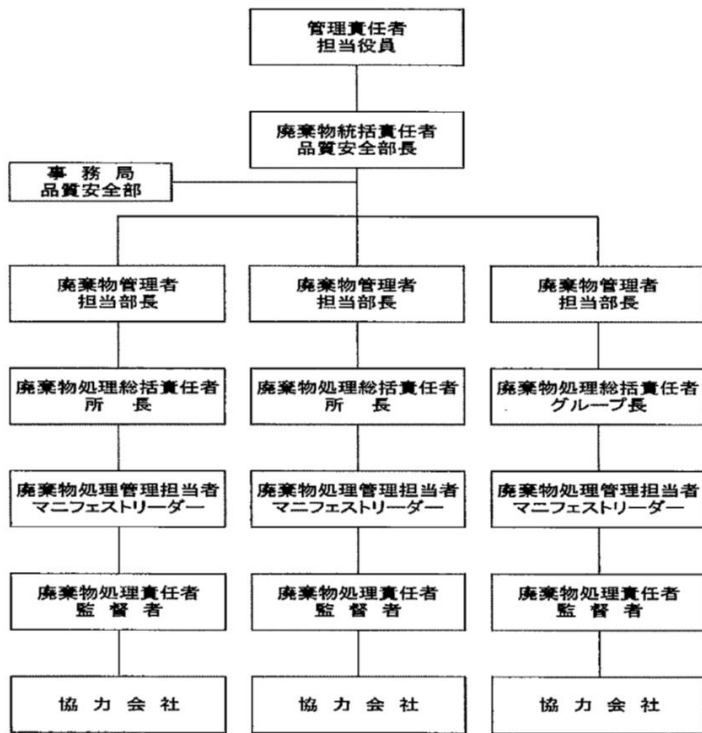 管理責任者
担当役員
廃棄物統括責任者
品質安全部長
事務局
品質安全部
廃棄物管理者
担当部長
廃棄物管理者
担当部長
廃棄物管理者
担当部長
廃棄物処理総括責任者
所長
廃棄物処理総括責任者
所長
廃棄物処理総括責任者
グループ長
廃棄物処理管理担当者
マニフェストリーダー
廃棄物処理管理担当者
マニフェストリーダー
廃棄物処理管理担当者
マニフェストリーダー
廃棄物処理責任者
監督者
廃棄物処理責任者
監督者
廃棄物処理責任者
監督者
協力会社
協力会社
協力会社